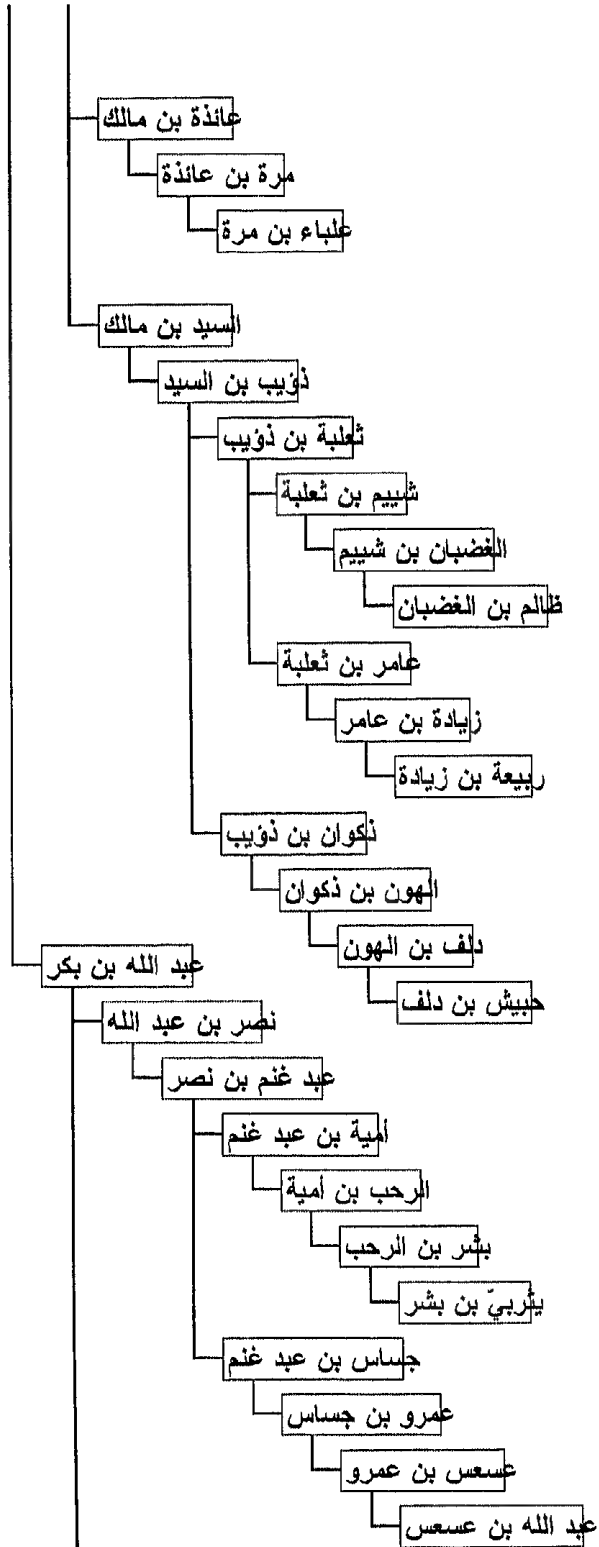 عائذة بن مالك
مرة بن عائذة
علباء بن مرة
السيد بن مالك
ذؤيب بن السيد
ثعلبة بن ذؤيب
شييم بن ثعلبة
الغضبان بن شييم
ظالم بن الغضبان
عامر بن ثعلبة
زيادة بن عامر
ربيعة بن زيادة
ذكوان بن ذؤيب
الهون بن ذكوان
دلف بن الهون
عبد الله بن بكر
حبيش بن دلف
نصر بن عبد الله
عبد غنم بن نصر
أمية بن عبد غنم
الرحب بن أمية
بشر بن الرحب
يثربيّ بن بشر
جساس بن عبد غنم
عمرو بن جساس
عسعس بن عمرو
عبد الله بن عسعس